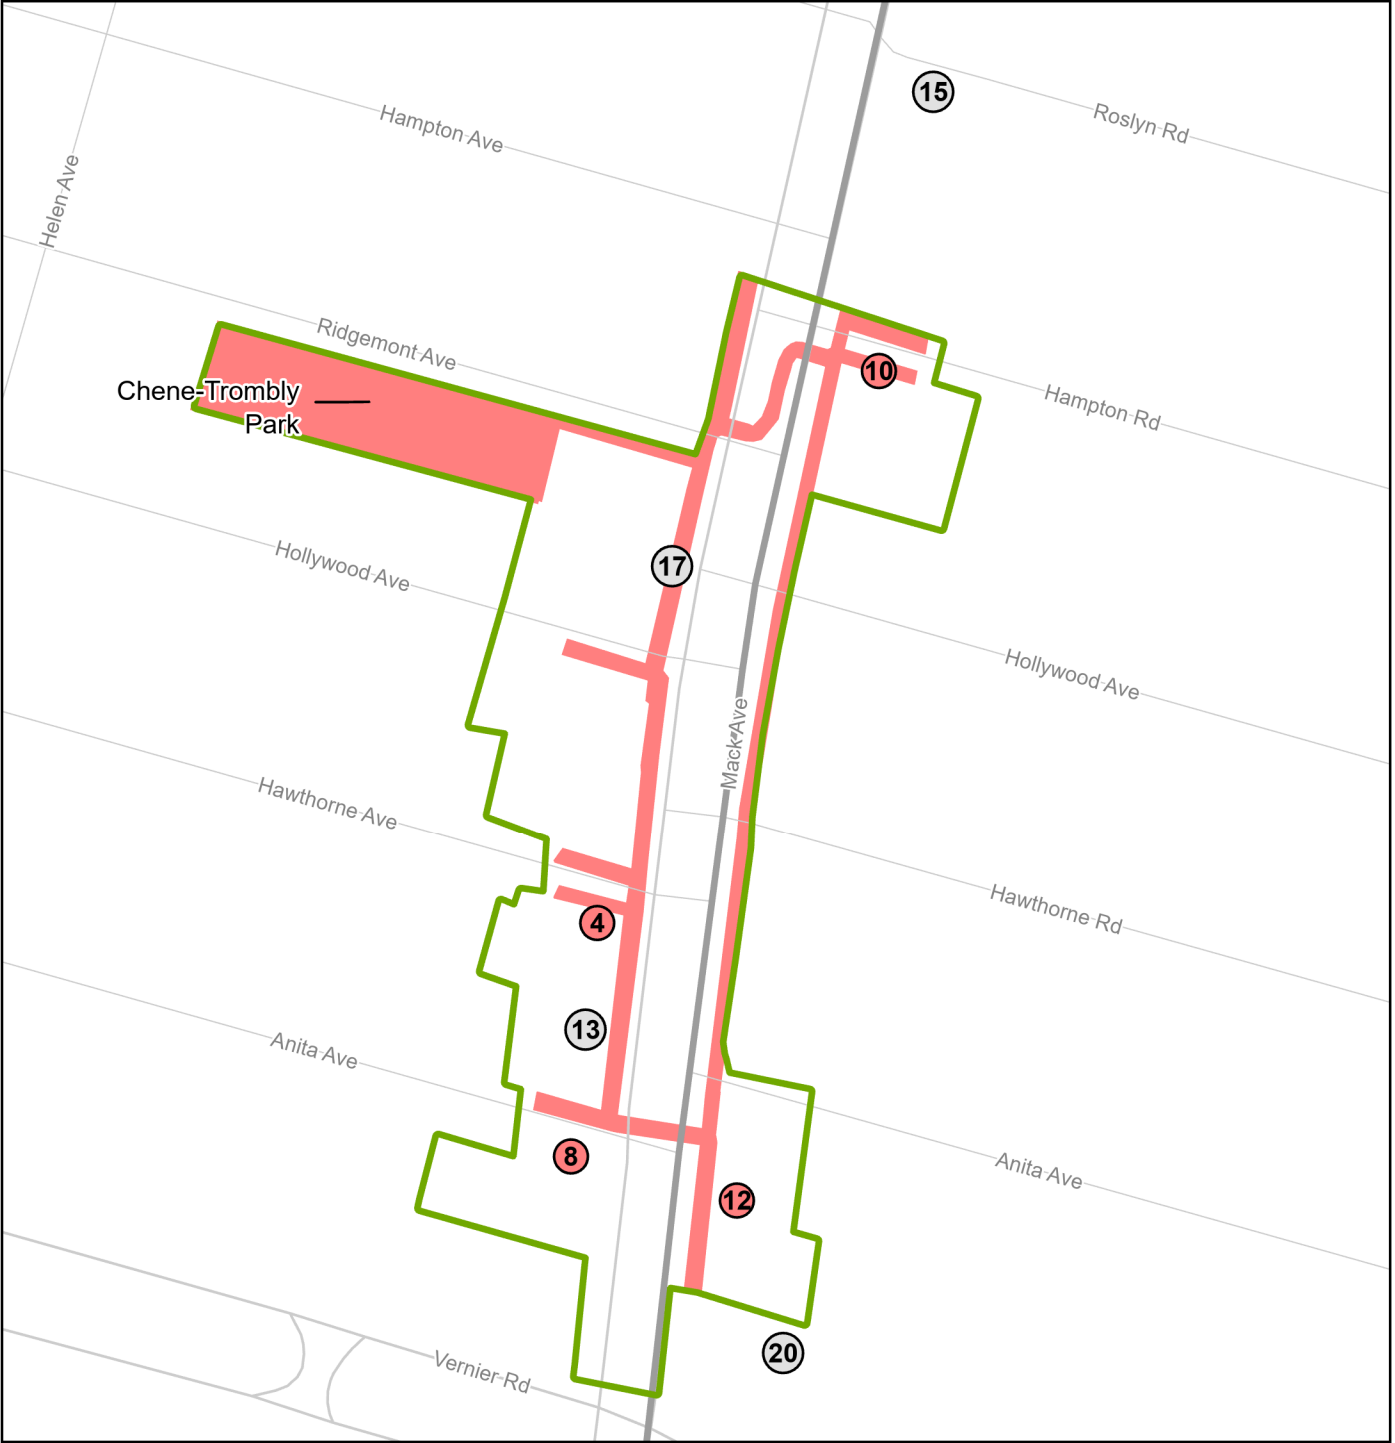 15
Roslyn Rd
Hampton Ave
Helen Ave
Ridgemont Ave
10
Chene-Trombly
Park
Hampton Rd
Hollywood Ave
17
Hollywood Ave
Mack Ave
Hawthorne Ave
Hawthorne Rd
4
13
Anita Ave
8
Anita Ave
12
20
Vernier Rd